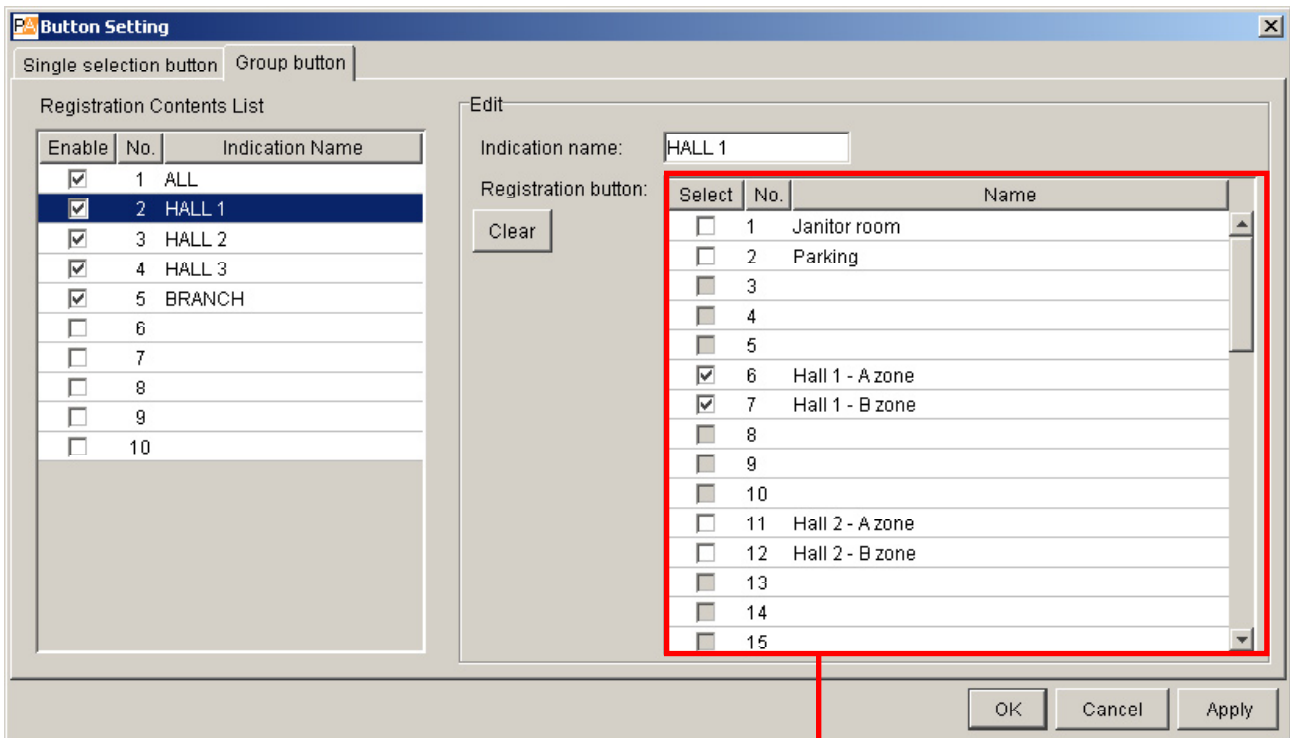 PA Button Setting
Single selection button Group button
Registration Contents List
Enable No. Indication Name
1 ALL
2 HALL 1
3 HALL 2
4 HALL 3
5 BRANCH
6
7
8
9
10
Edit
Indication name: HALL 1
Registration button:
Clear
Select No. Name
1 Janitor room
2 Parking
3
4
5
6 Hall 1 - A zone
7 Hall 1 - B zone
8
9
10
11 Hall 2 - A zone
12 Hall 2 - B zone
13
14
15
OK Cancel Apply